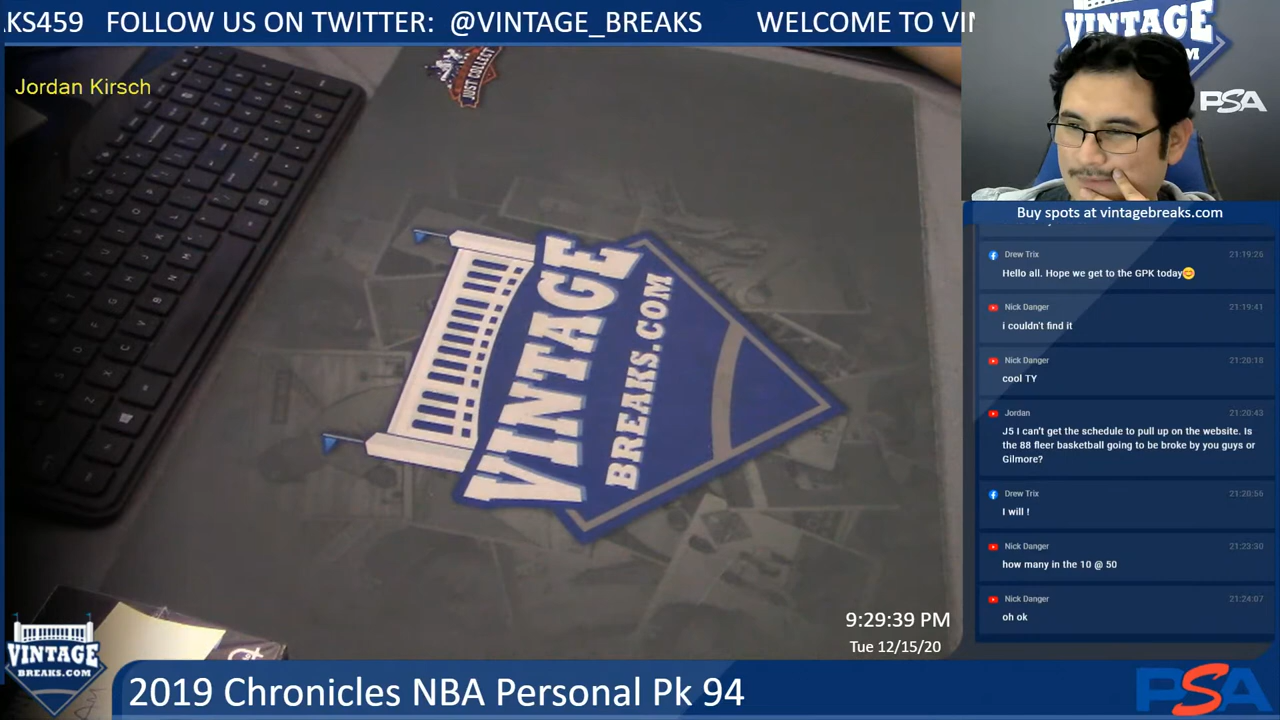 KS459 FOLLOW US ON TWITTER: @VINTAGE_BREAKS WELCOME TO VIN
Jordan Kirsch
JUST COLLECT
VINTAGE
BREAKS.COM
VINTAGE
M
PSA
Buy spots at vintagebreaks.com
Drew Trix 21:19:26
Hello all. Hope we get to the GPK today😊
Nick Danger 21:19:41
i couldn't find it
Nick Danger 21:20:18
cool TY
Jordan 21:20:43
J5 I can't get the schedule to pull up on the website. Is
the 88 fleer basketball going to be broke by you guys or
Gilmore?
Drew Trix 21:20:56
I will !
Nick Danger 21:23:30
how many in the 10 @ 50
Nick Danger 21:24:07
oh ok
9:29:39 PM
Tue 12/15/20
VINTAGE
BREAKS.COM
2019 Chronicles NBA Personal Pk 94
PSA